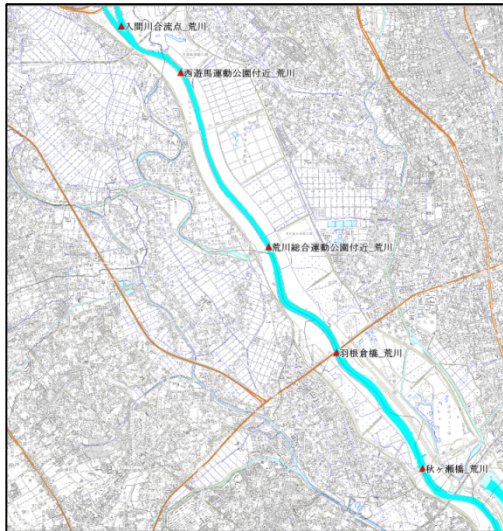 入間川合流点_荒川
西遊馬運動公園付近_荒川
荒川総合運動公園付近_荒川
羽根倉橋_荒川
秋ヶ瀬橋_荒川